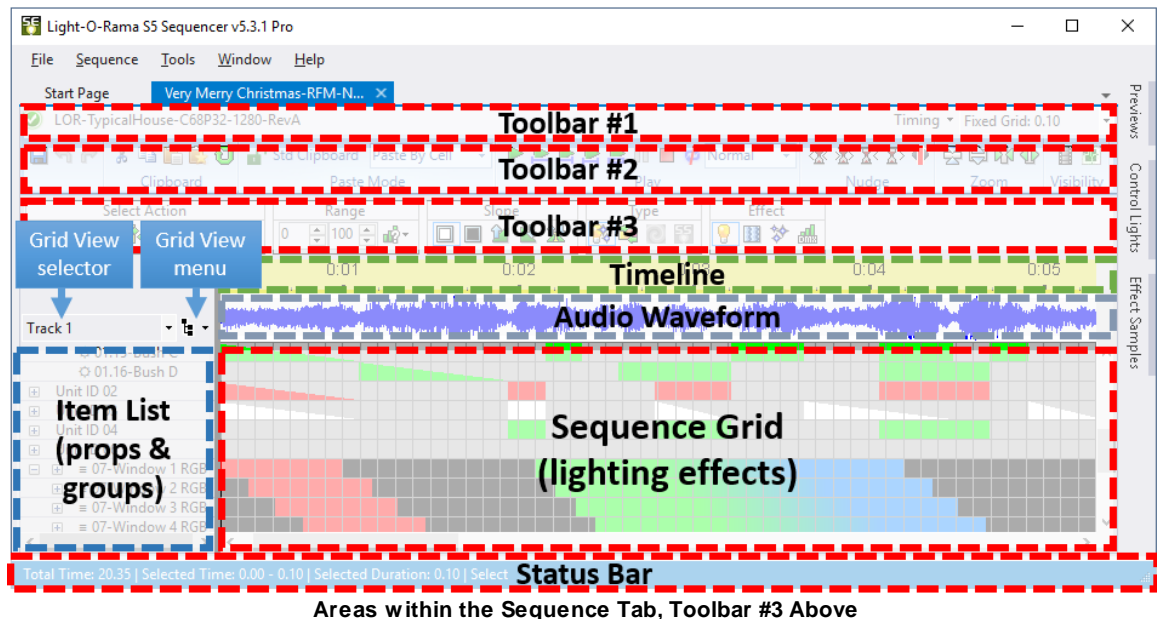 Light-O-Rama S5 Sequencer v5.3.1 Pro
File Sequence Tools Window Help
Start Page Very Merry Christmas-RFM-N...
LOR-TypicalHouse-C68P32-1280-RevA Toolbar #1 Timing Fixed Grid: 0.10
Std Clipboard Paste By Cell Toolbar #2 Normal
Clipboard Paste Mode Play Nudge Zoom Visibility
Select Action Range Slope Type Effect
0 100 Toolbar #3
Grid View selector
Grid View menu
0:01 0:02 0:03 0:04 0:05
Timeline
Audio Waveform
Track 1
01.15-Bush C
01.16-Bush D
Unit ID 02
Unit ID 04
07-Window 1 RGB
2 RGB
07-Window 3 RGB
07-Window 4 RGB
Item List
(props &
groups)
Sequence Grid
(lighting effects)
Previews
Control Lights
Effect Samples
Total Time: 20.35 | Selected Time: 0.00 - 0.10 | Selected Duration: 0.10 | Select Status Bar
Areas within the Sequence Tab, Toolbar #3 Above